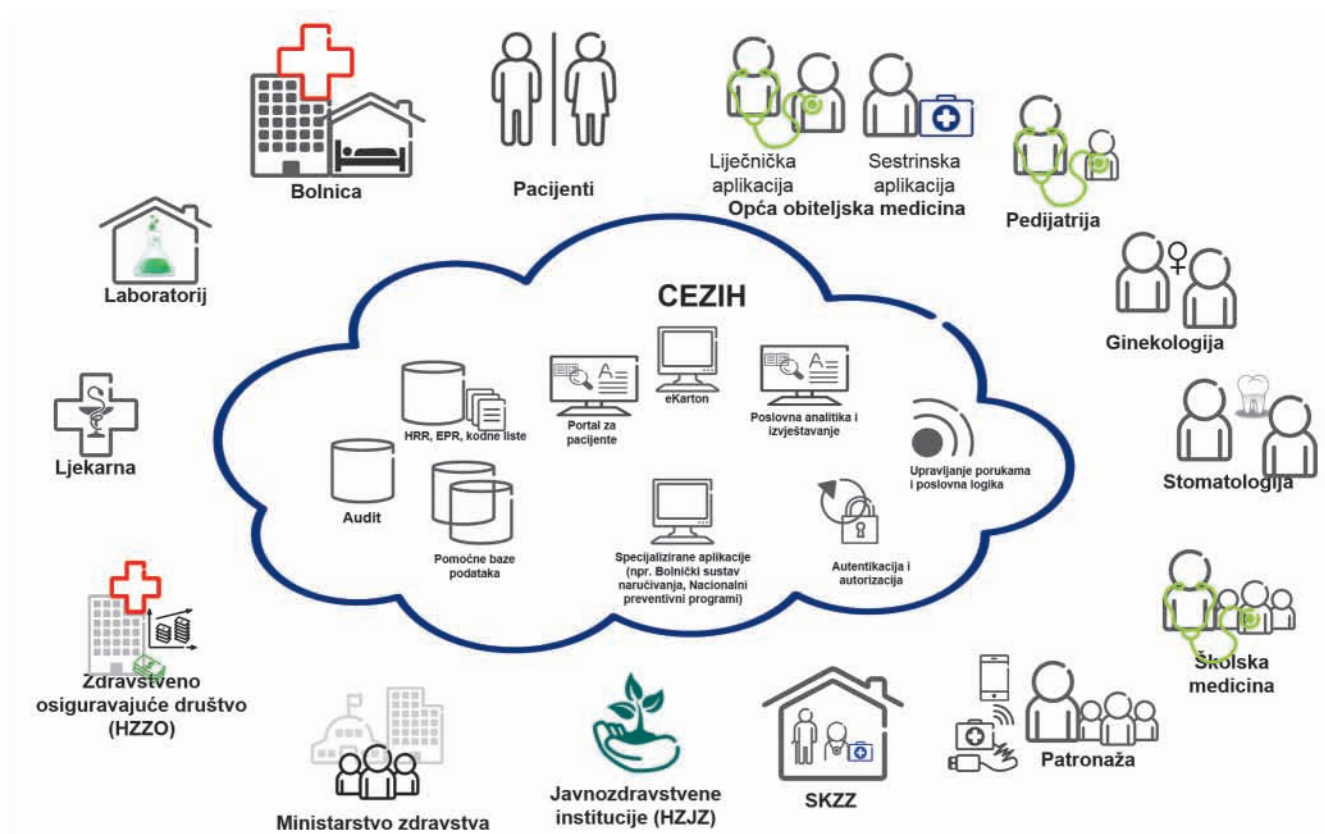 Bolnica
Pacijenti
Liječnička
aplikacija
Sestrinska
aplikacija
Opća obiteljska medicina
Pedijatrija
Laboratorij
Ginekologija
CEZIH
Ljekarna
Stomatologija
HRR, EPR, kodne liste
Portal za
pacijente
eKarton
Poslovna analitika i
izvještavanje
Upravljanje porukama
i poslovna logika
Audit
Pomoćne baze
podataka
Specijalizirane aplikacije
(npr. Bolnički sustav
naručivanja, Nacionalni
preventivni programi)
Autentikacija i
autorizacija
Školska
medicina
Zdravstveno
osiguravajuće društvo
(HZZO)
Ministarstvo zdravstva
Javnozdravstvene
institucije (HZJZ)
SKZZ
Patronaža